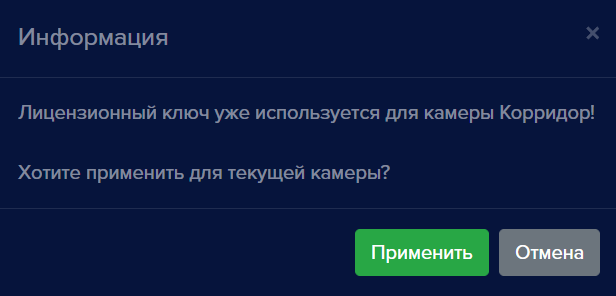 Информация
×
Лицензионный ключ уже используется для камеры Корридор!
Хотите применить для текущей камеры?
Применить
Отмена